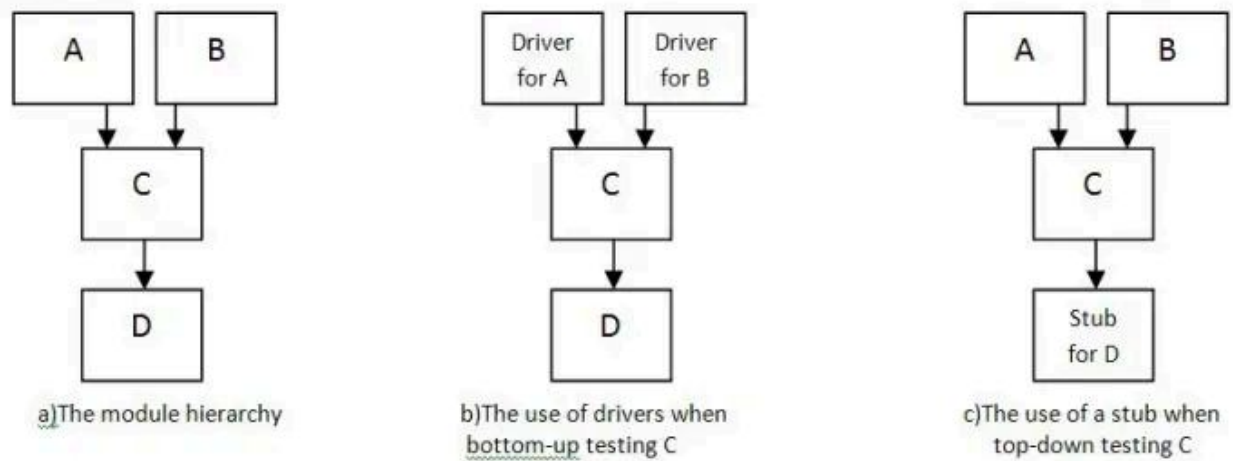 A
B
C
D
a)The module hierarchy
Driver
for A
Driver
for B
C
D
b)The use of drivers when
bottom-up testing C
A
B
C
Stub
for D
c)The use of a stub when
top-down testing C